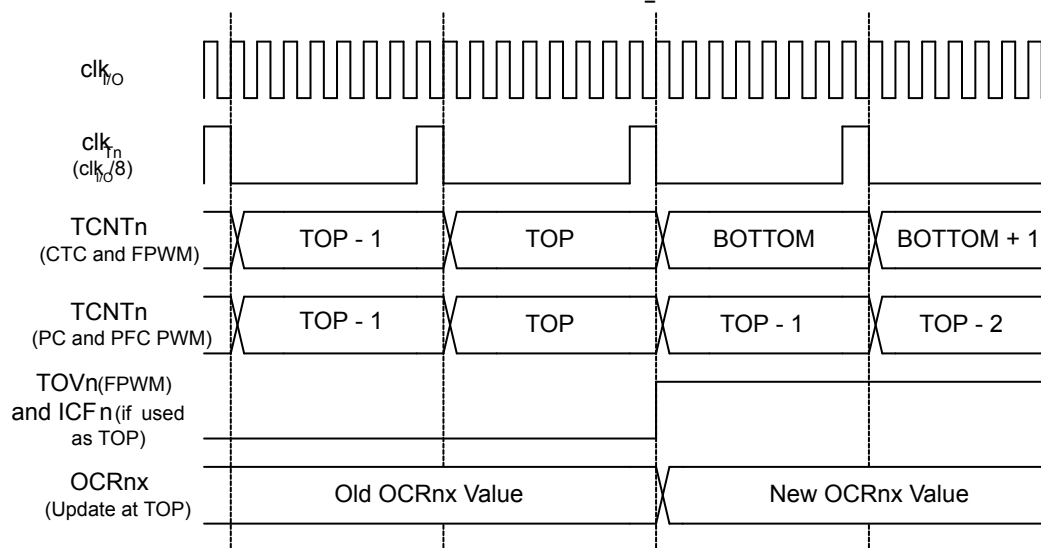 clkI/O
clkTn
(clkI/O/8)
TCNTn
(CTC and FPWM)
TOP - 1 TOP BOTTOM BOTTOM + 1
TCNTn
(PC and PFC PWM)
TOP - 1 TOP TOP - 1 TOP - 2
TOVn(FPWM)
and ICFn(if used
as TOP)
OCRnx
(Update at TOP)
Old OCRnx Value New OCRnx Value